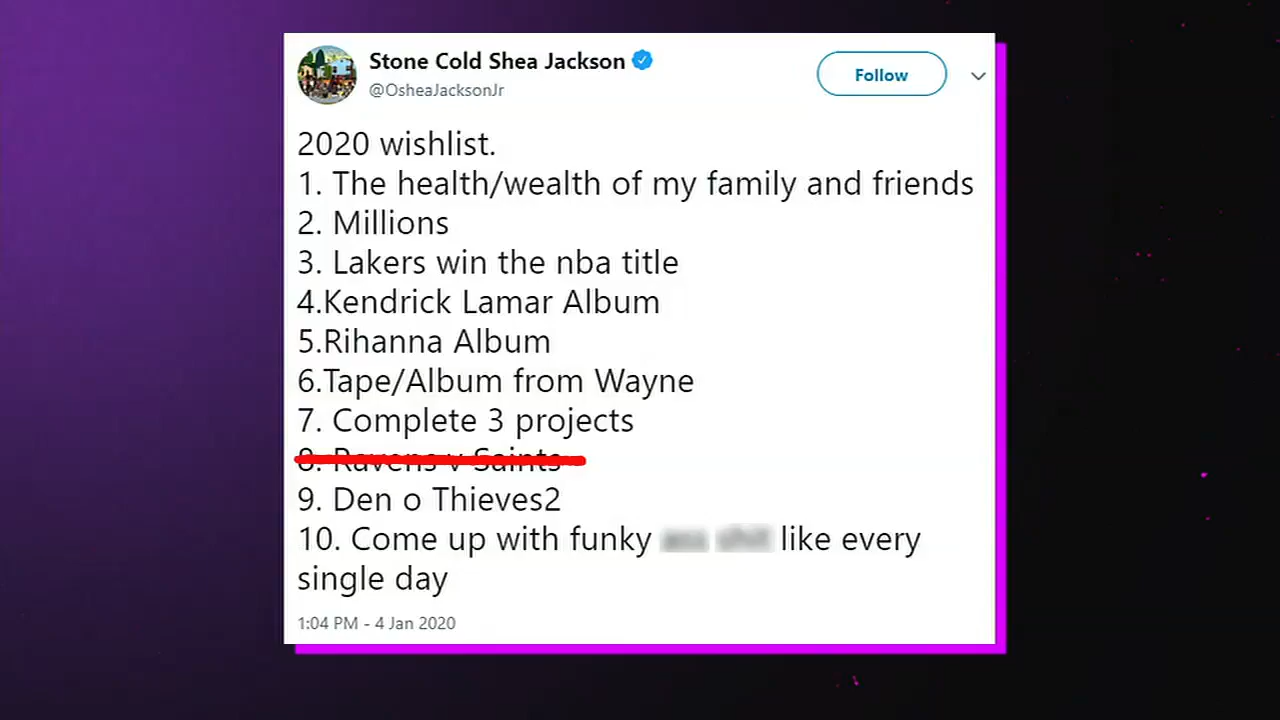 Stone Cold Shea Jackson
Follow
@OsheaJacksonJr
2020 wishlist.
1. The health/wealth of my family and friends
2. Millions
3. Lakers win the nba title
4.Kendrick Lamar Album
5.Rihanna Album
6.Tape/Album from Wayne
7. Complete 3 projects
8. Ravens v Saints
9. Den o Thieves2
10. Come up with funky like every
single day
1:04 PM - 4 Jan 2020